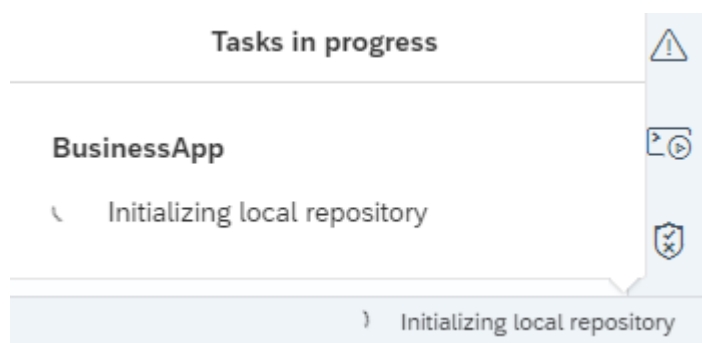 Tasks in progress
BusinessApp
Initializing local repository
Initializing local repository